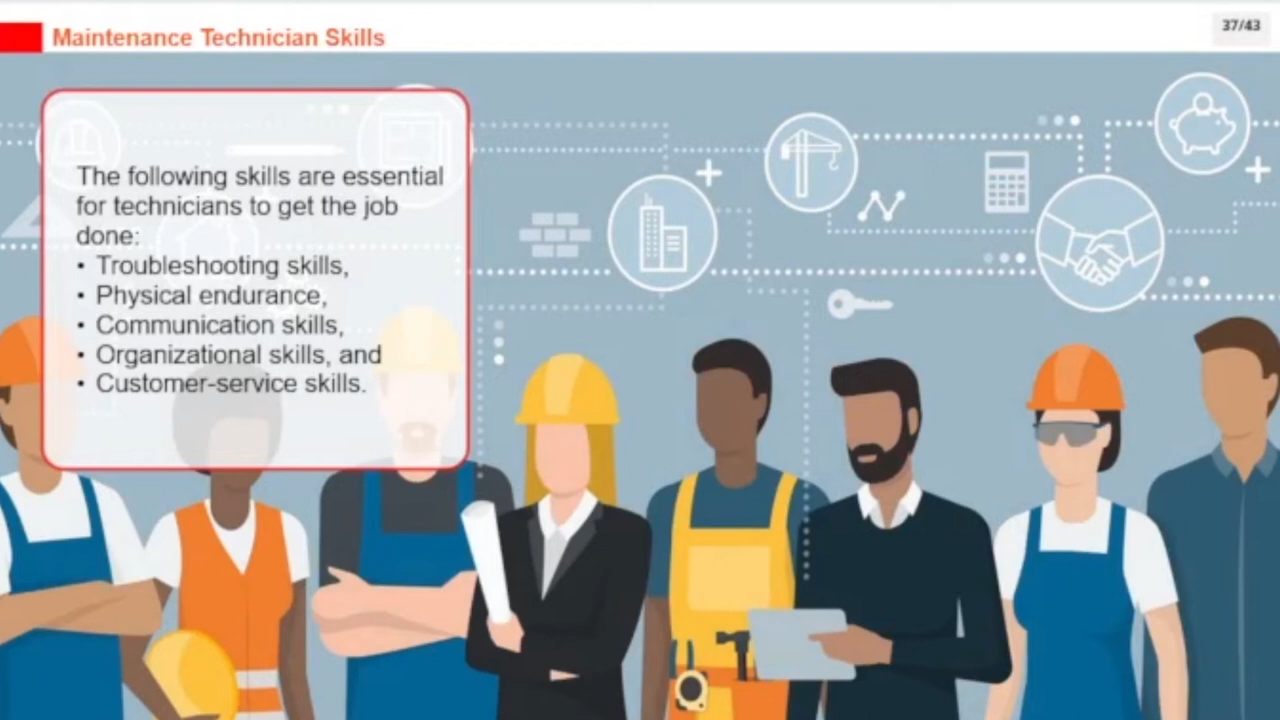 Maintenance Technician Skills
37/43
The following skills are essential
for technicians to get the job
done:
• Troubleshooting skills,
• Physical endurance,
• Communication skills,
• Organizational skills, and
• Customer-service skills.